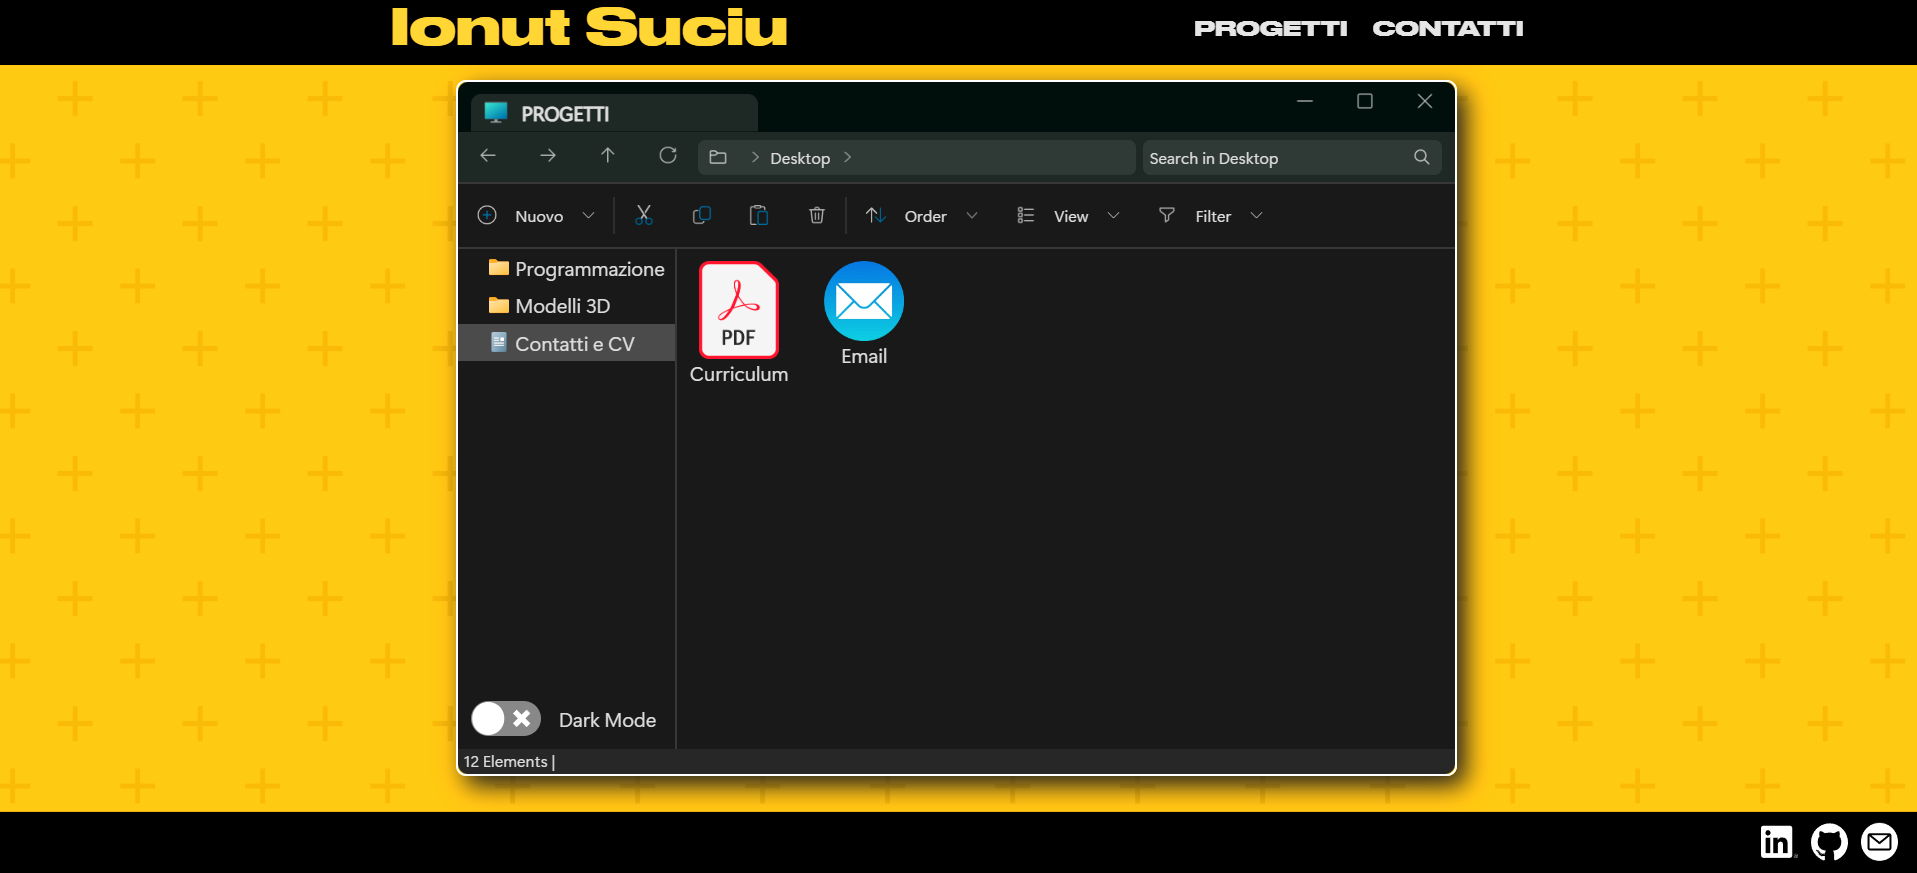 Ionut Suciu
PROGETTI CONTATTI
PROGETTI
Desktop
Search in Desktop
Nuovo
Order
View
Filter
Programmazione
Modelli 3D
Contatti e CV
PDF
Curriculum
Email
Dark Mode
12 Elements |
in